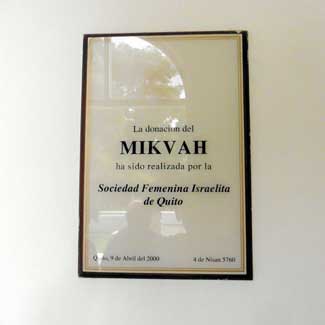 La donación del
MIKVAH
ha sido realizada por la
Sociedad Femenina Israelita
de Quito
Quito, 9 de Abril del 2000 4 de Nisan 5760